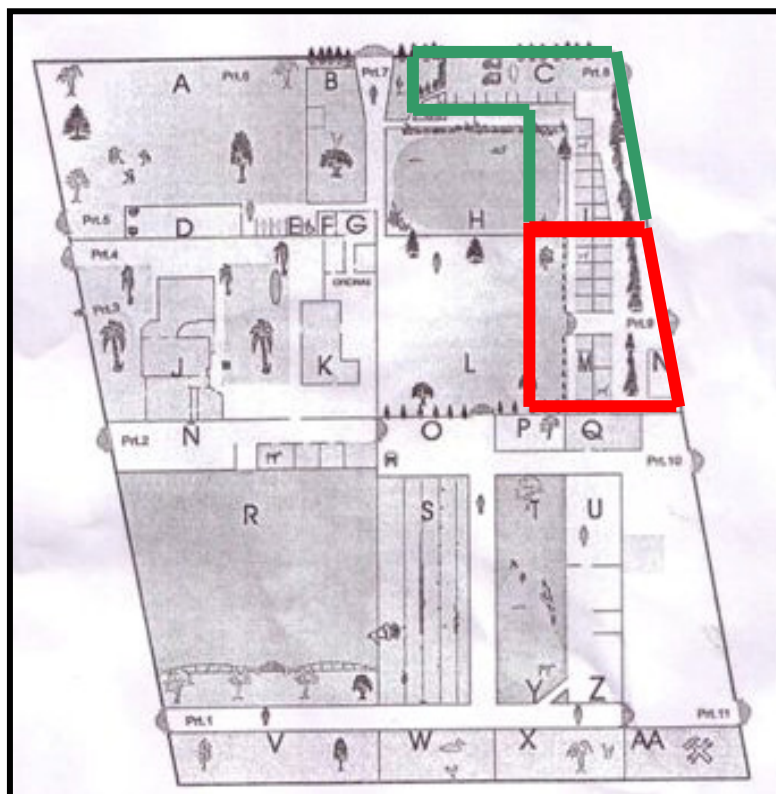 Prt.7
A Prt.6 B C Prt.8
Prt.5 D E F G H I
Prt.4
OFICINAS
Prt.3 Prt.9
J K L M N
Prt.2 N O P Q
Prt.10
R S T U
Y Z
Prt.1 Prt.11
V W X AA